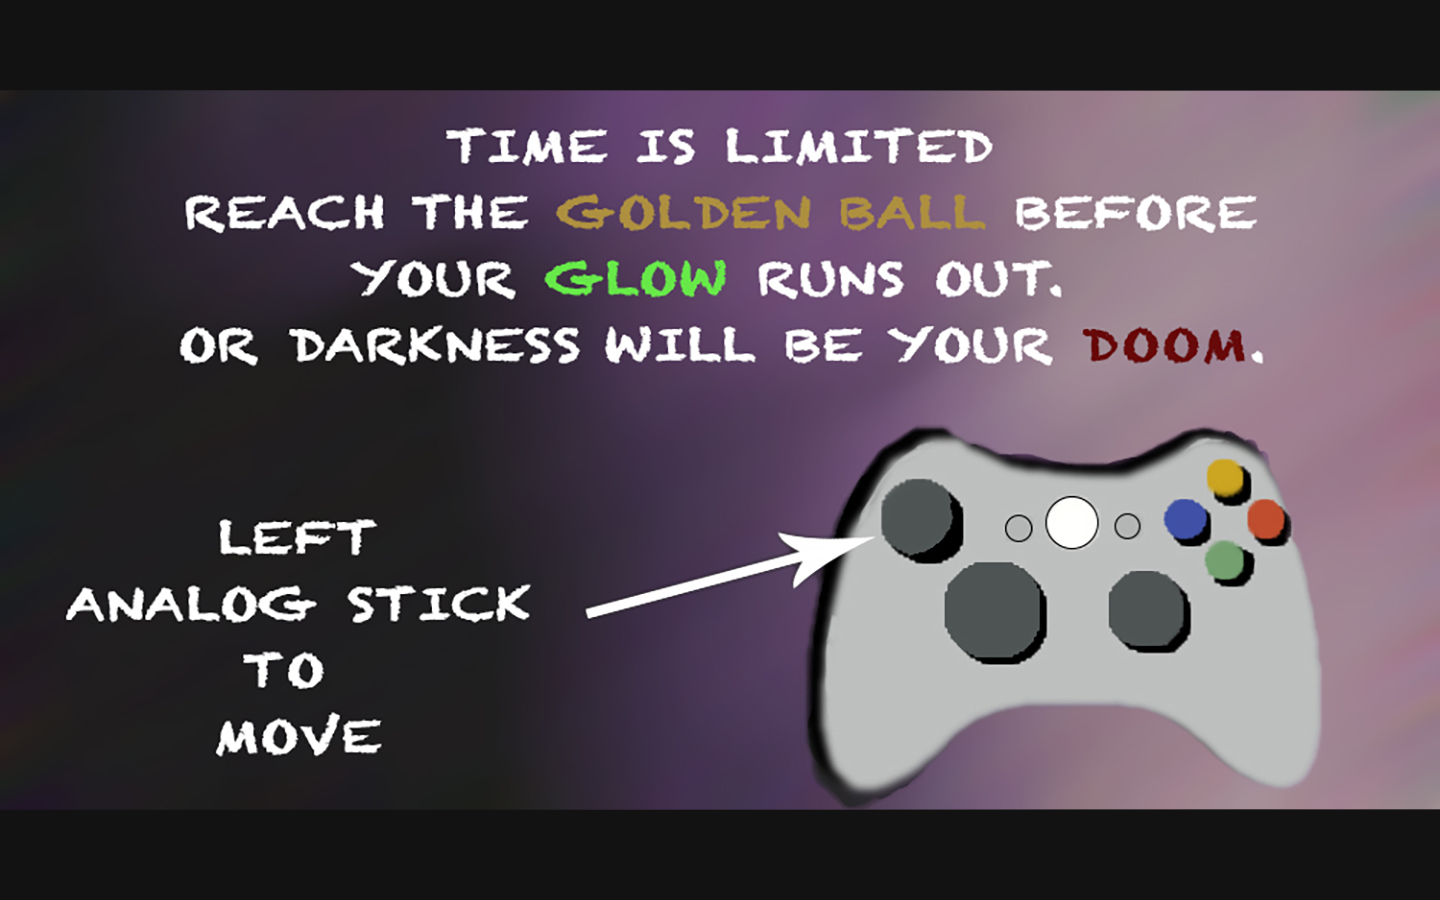 TIME IS LIMITED
REACH THE GOLDEN BALL BEFORE
YOUR GLOW RUNS OUT.
OR DARKNESS WILL BE YOUR DOOM.
LEFT
ANALOG STICK
TO
MOVE